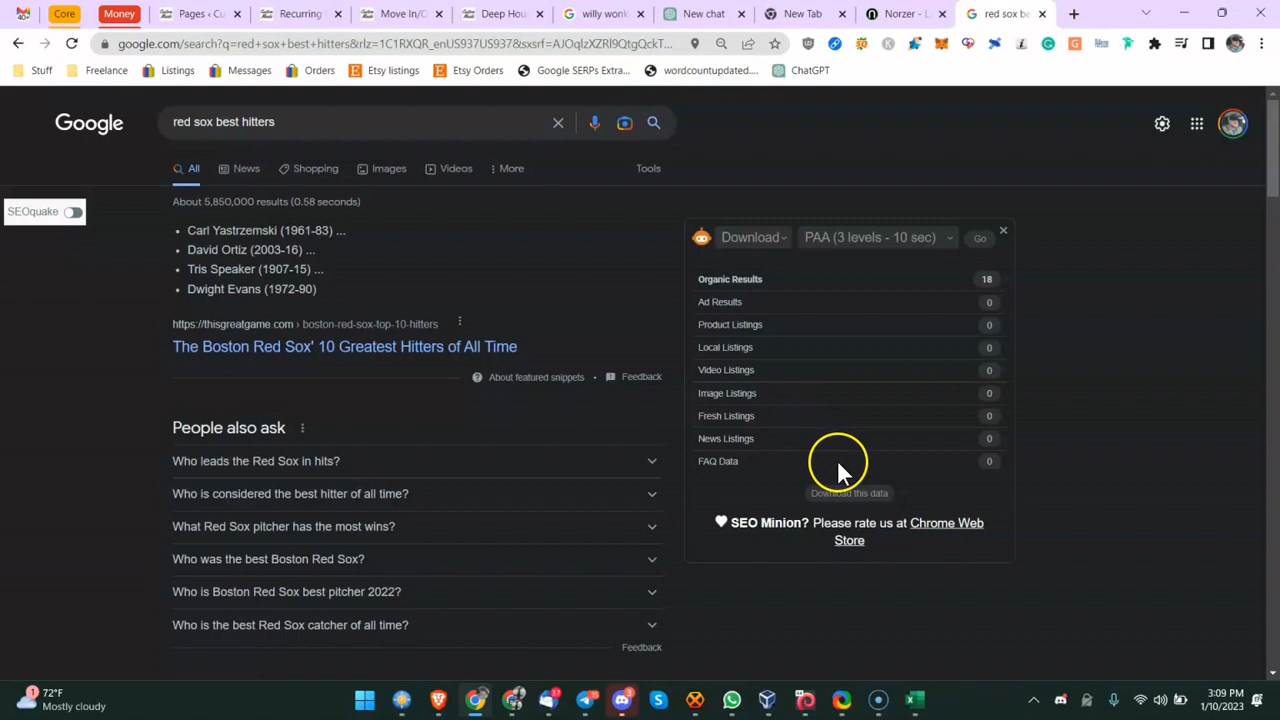 40+
Core
Money
Pages ‹ Cu
Recurring
Move W/O
peep hous
willy wonk
New chat
New Tab
Norzer -
red sox be
google.com/search?q=red+sox+best+hitters&rlz=1C1
Stuff
Freelance
Listings
Messages
Orders
Etsy listings
Etsy Orders
Google SERPs Extra...
wordcountupdated....
ChatGPT
Google
red sox best hitters
All
News
Shopping
Images
Videos
More
Tools
SEOquake
About 5,850,000 results (0.58 seconds)
• Carl Yastrzemski (1961-83) ...
• David Ortiz (2003-16) ...
• Tris Speaker (1907-15) ...
• Dwight Evans (1972-90)
https://thisgreatgame.com › boston-red-sox-top-10-hitters
The Boston Red Sox' 10 Greatest Hitters of All Time
About featured snippets • Feedback
People also ask
Who leads the Red Sox in hits?
Who is considered the best hitter of all time?
What Red Sox pitcher has the most wins?
Who was the best Boston Red Sox?
Who is Boston Red Sox best pitcher 2022?
Who is the best Red Sox catcher of all time?
Feedback
Download
PAA (3 levels - 10 sec)
Go
Organic Results 18
Ad Results 0
Product Listings 0
Local Listings 0
Video Listings 0
Image Listings 0
Fresh Listings 0
News Listings 0
FAQ Data 0
Download this data
SEO Minion? Please rate us at Chrome Web
Store
1
72°F
Mostly cloudy
3:09 PM
1/10/2023